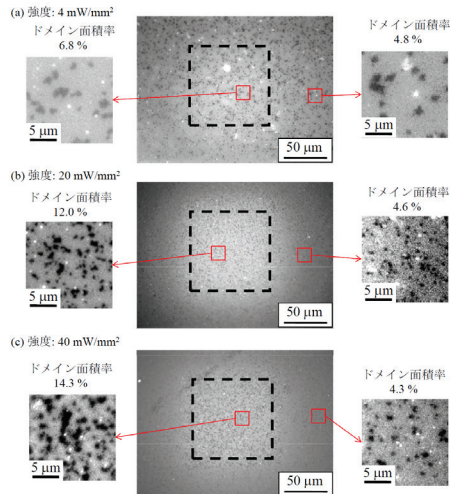 (a) 強度: 4 mW/mm²
ドメイン面積率
6.8 %
ドメイン面積率
4.8 %
5 μm
50 μm
5 μm
(b) 強度: 20 mW/mm²
ドメイン面積率
12.0 %
ドメイン面積率
4.6 %
5 μm
50 μm
5 μm
(c) 強度: 40 mW/mm²
ドメイン面積率
14.3 %
ドメイン面積率
4.3 %
5 μm
50 μm
5 μm